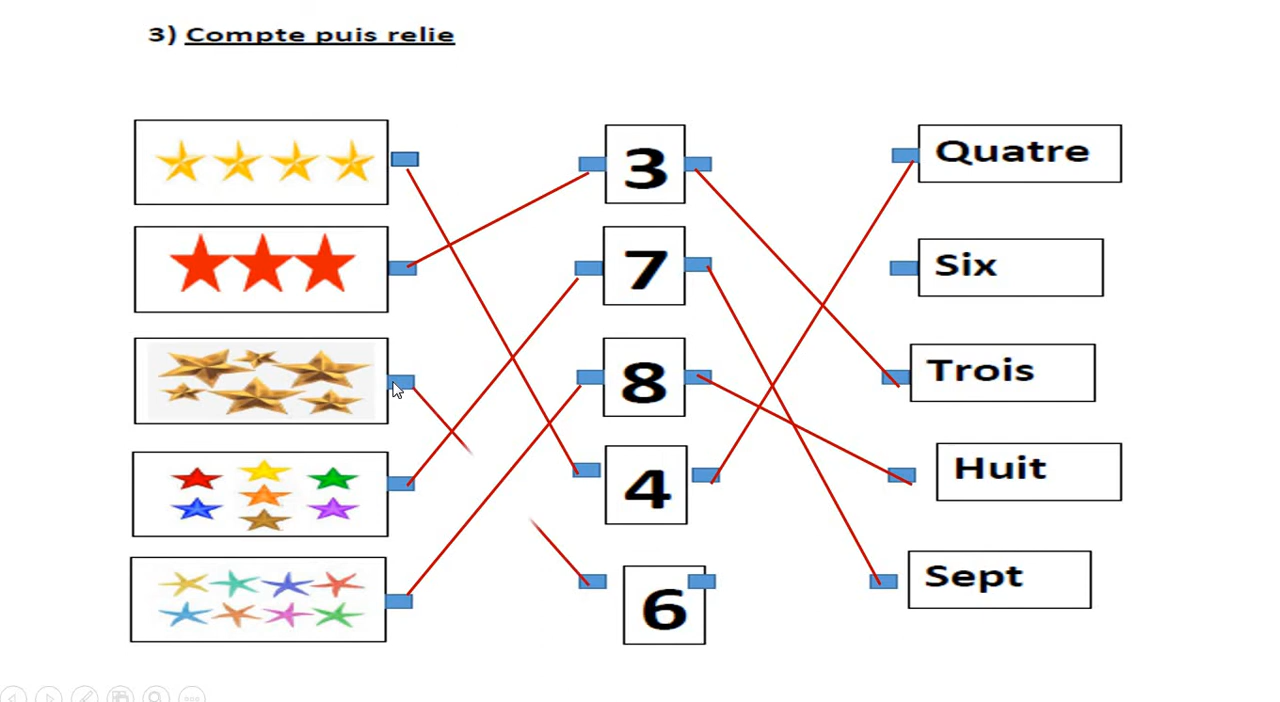 3) Compte puis relie
3
Quatre
7
Six
8
Trois
4
Huit
6
Sept